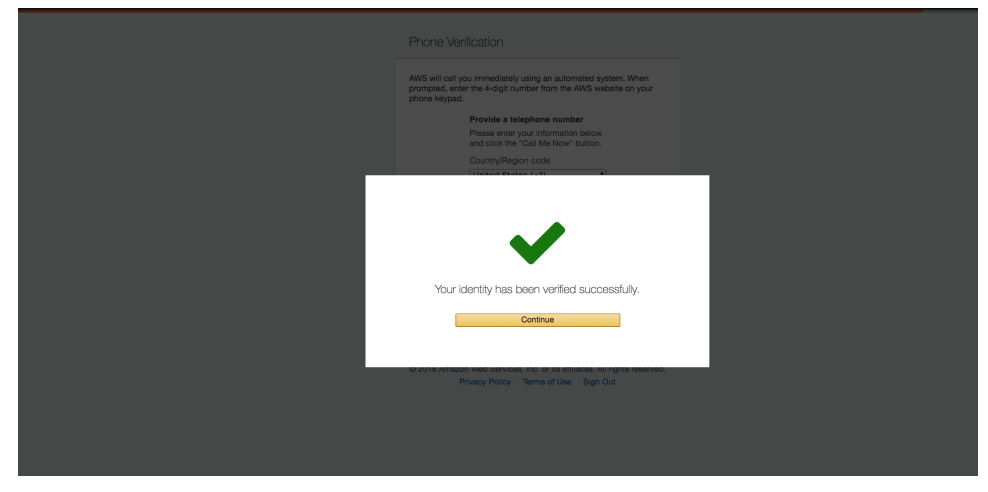 Phone Verification
AWS will call you immediately using an automated system. When
prompted, enter the 4-digit number from the AWS website on your
phone keypad.
Provide a telephone number
Please enter your information below
and click the "Call Me Now" button.
Country/Region code
United States (+1)
Your identity has been verified successfully.
Continue
© 2018 Amazon Web Services, Inc. or its affiliates. All rights reserved.
Privacy Policy Terms of Use Sign Out